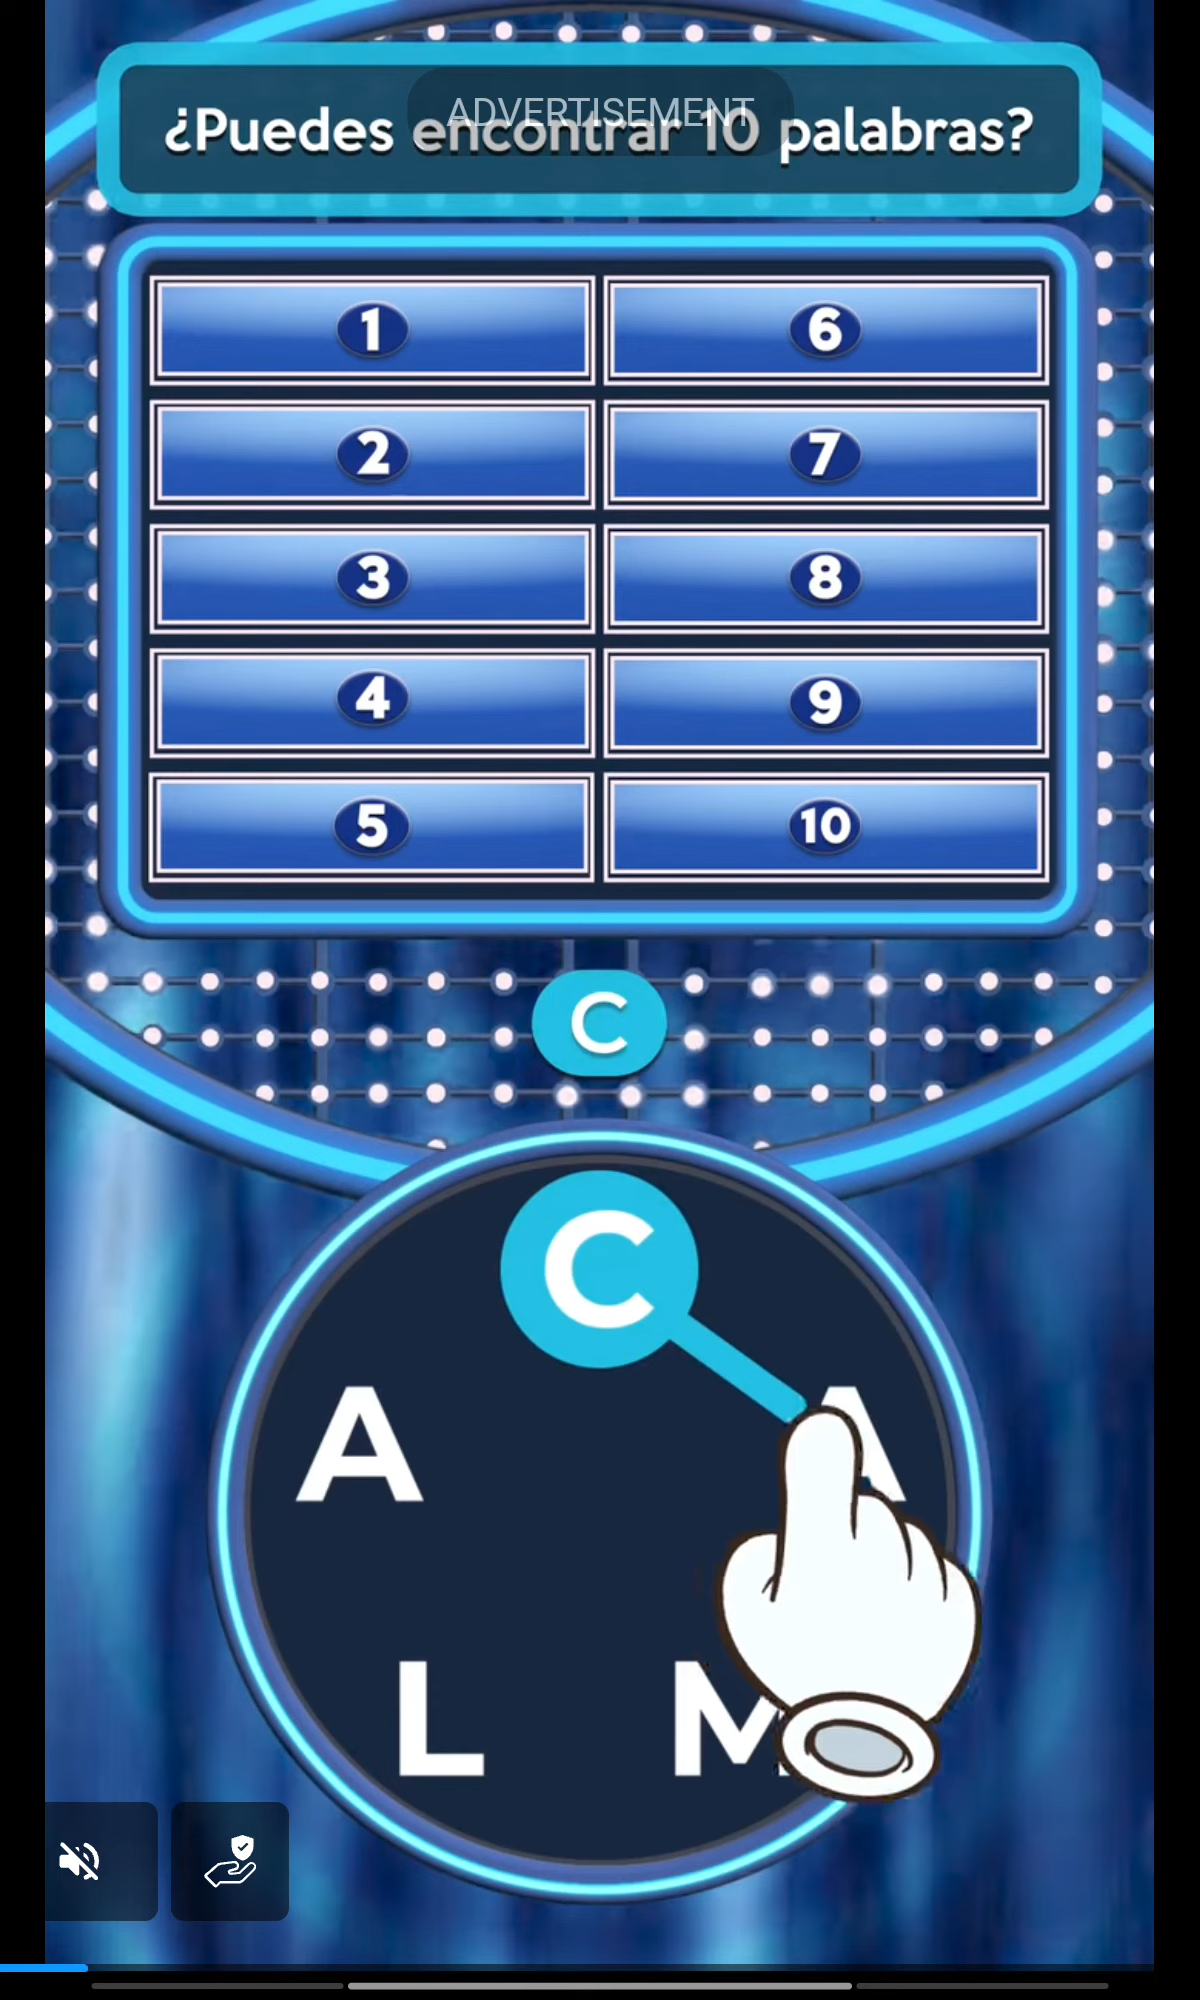 ADVERTISEMENT
¿Puedes encontrar 10 palabras?
1 6
2 7
3 8
4 9
5 10
C
C
A A
L M